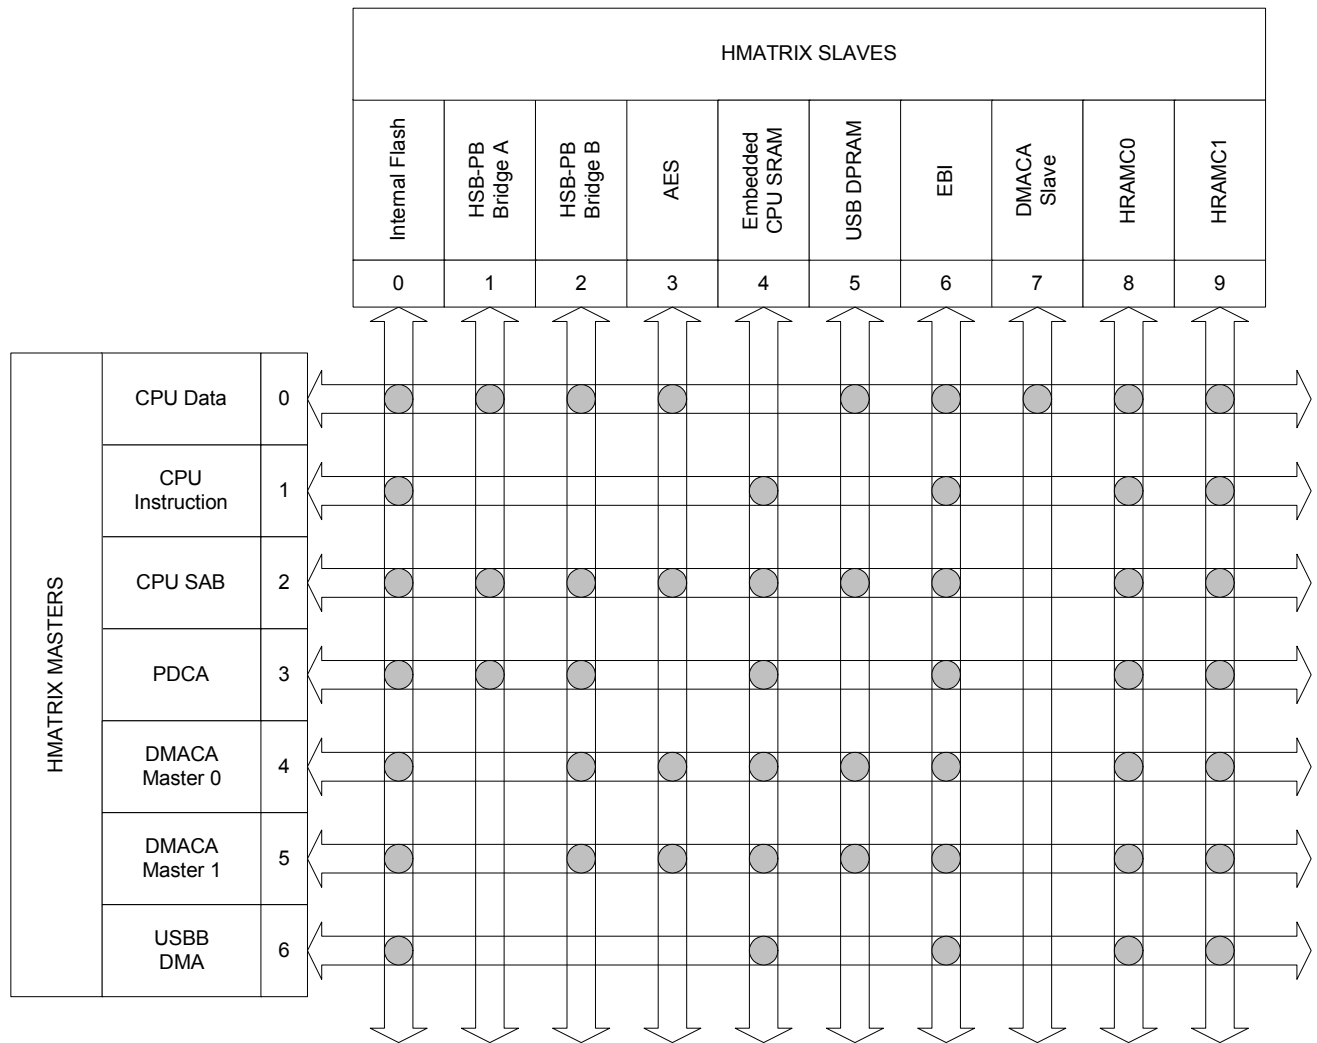 HMATRIX SLAVES
Internal Flash
HSB-PB
Bridge A
HSB-PB
Bridge B
AES
Embedded
CPU SRAM
USB DPRAM
EBI
DMACA
Slave
HRAMC0
HRAMC1
0 1 2 3 4 5 6 7 8 9
HMATRIX MASTERS
CPU Data 0
CPU
Instruction
1
CPU SAB 2
PDCA 3
DMACA
Master 0
4
DMACA
Master 1
5
USBB
DMA
6